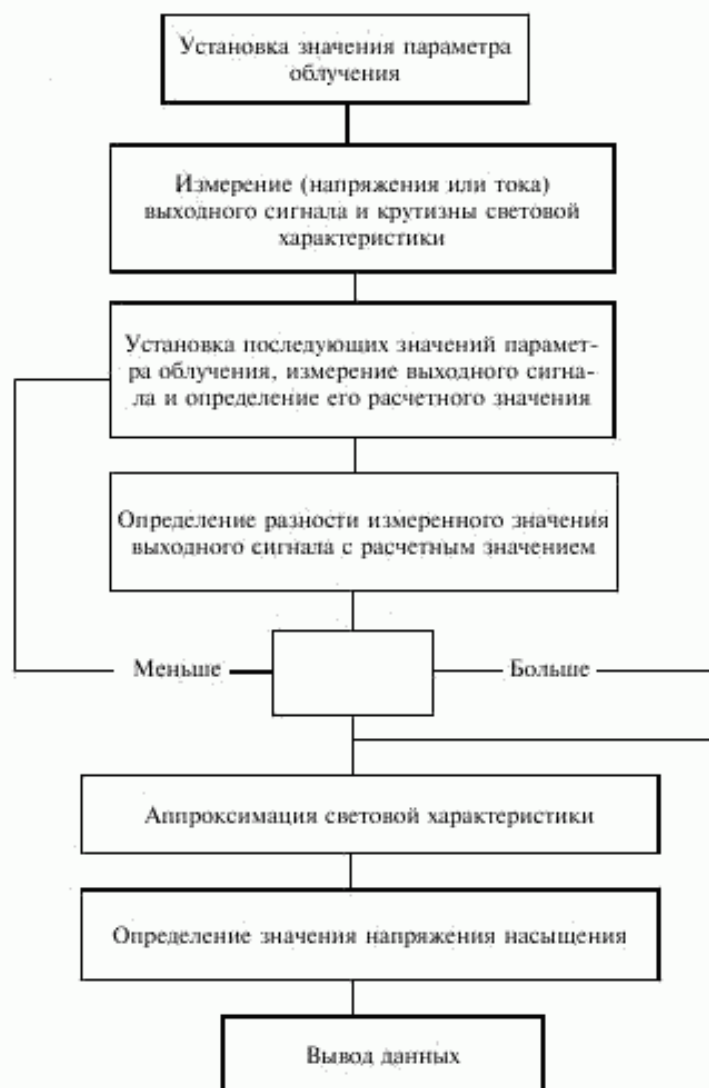 Установка значения параметра
облучения
Измерение (напряжения или тока)
выходного сигнала и крутизны световой
характеристики
Установка последующих значений парамет-
ра облучения, измерение выходного сигна-
ла и определение его расчетного значения
Определение разности измеренного значения
выходного сигнала с расчетным значением
Меньше
Больше
Аппроксимация световой характеристики
Определение значения напряжения насыщения
Вывод данных